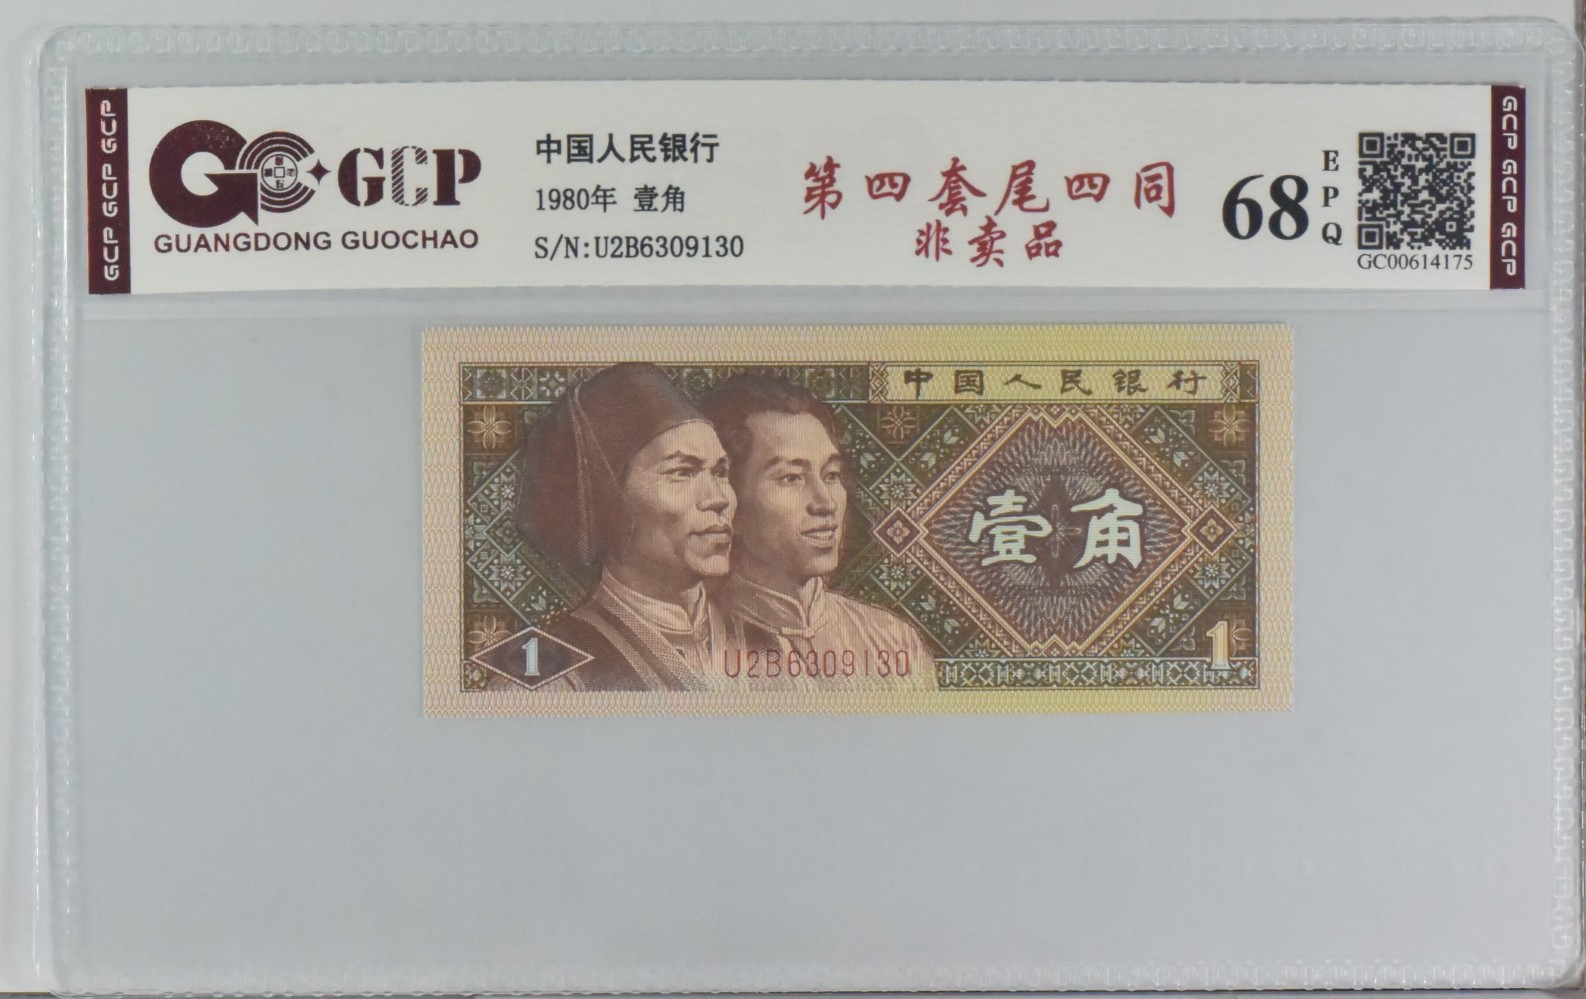 GCP GCP GCP
GCP
GUANGDONG GUOCHAO
中国人民银行
1980年 壹角
S/N:U2B6309130
第四套尾四同
非卖品
68
EPQ
GC00614175
GCP GCP GCP
中国人民银行
壹角
1
U2B6309130
1